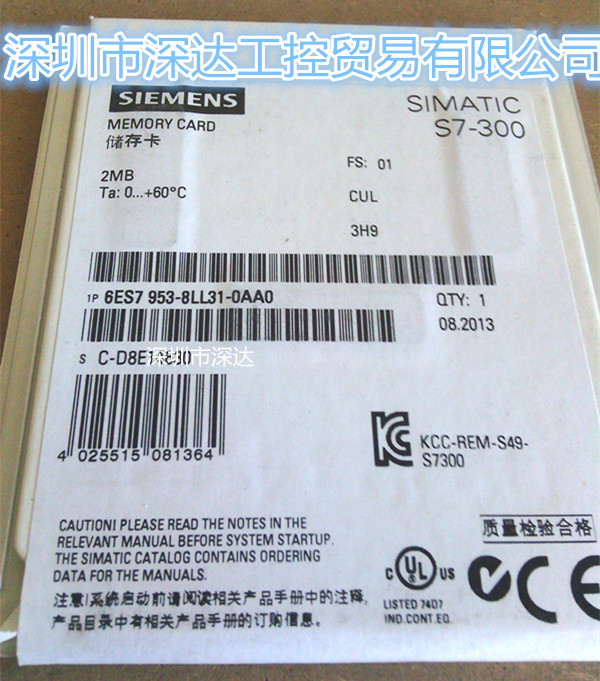 深圳市深达工控贸易有限公司
SIEMENS
SIMATIC
S7-300
MEMORY CARD
储存卡
2MB
Ta: 0...+60°C
FS: 01
CUL
3H9
1P 6ES7 953-8LL31-0AA0
QTY: 1
08.2013
S C-D8E
深圳市深达
4 025515 081364
KCC-REM-S49-
S7300
CAUTION! PLEASE READ THE NOTES IN THE
RELEVANT MANUAL BEFORE SYSTEM STARTUP.
THE SIMATIC CATALOG CONTAINS ORDERING
DATA FOR THE MANUALS.
注意!系统启动前请阅读相关产品手册中的注释,
产品目录中有相关产品手册的订购信息。
质量检验合格
C UL US
LISTED 74D7
IND.CONT.EQ.
CE